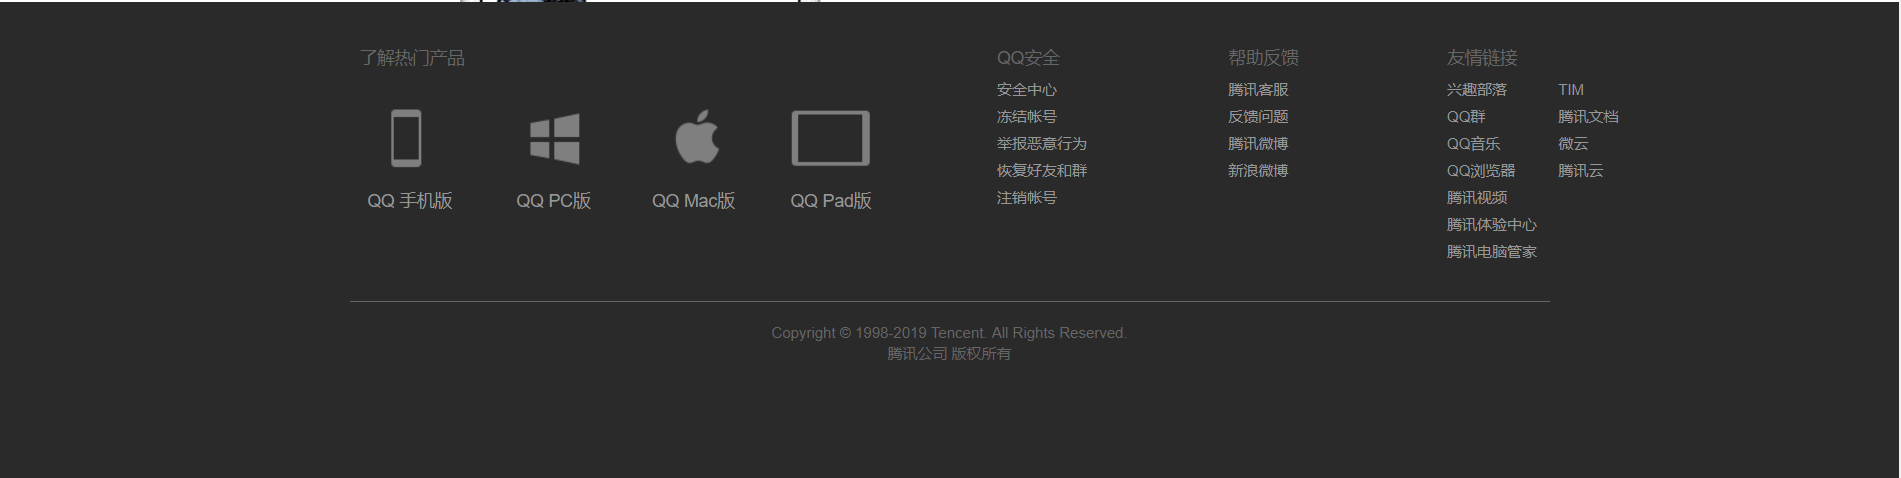 了解热门产品
QQ 手机版
QQ PC版
QQ Mac版
QQ Pad版
QQ安全
安全中心
冻结帐号
举报恶意行为
恢复好友和群
注销帐号
帮助反馈
腾讯客服
反馈问题
腾讯微博
新浪微博
友情链接
兴趣部落
QQ群
QQ音乐
QQ浏览器
腾讯视频
腾讯体验中心
腾讯电脑管家
TIM
腾讯文档
微云
腾讯云
Copyright © 1998-2019 Tencent. All Rights Reserved.
腾讯公司 版权所有